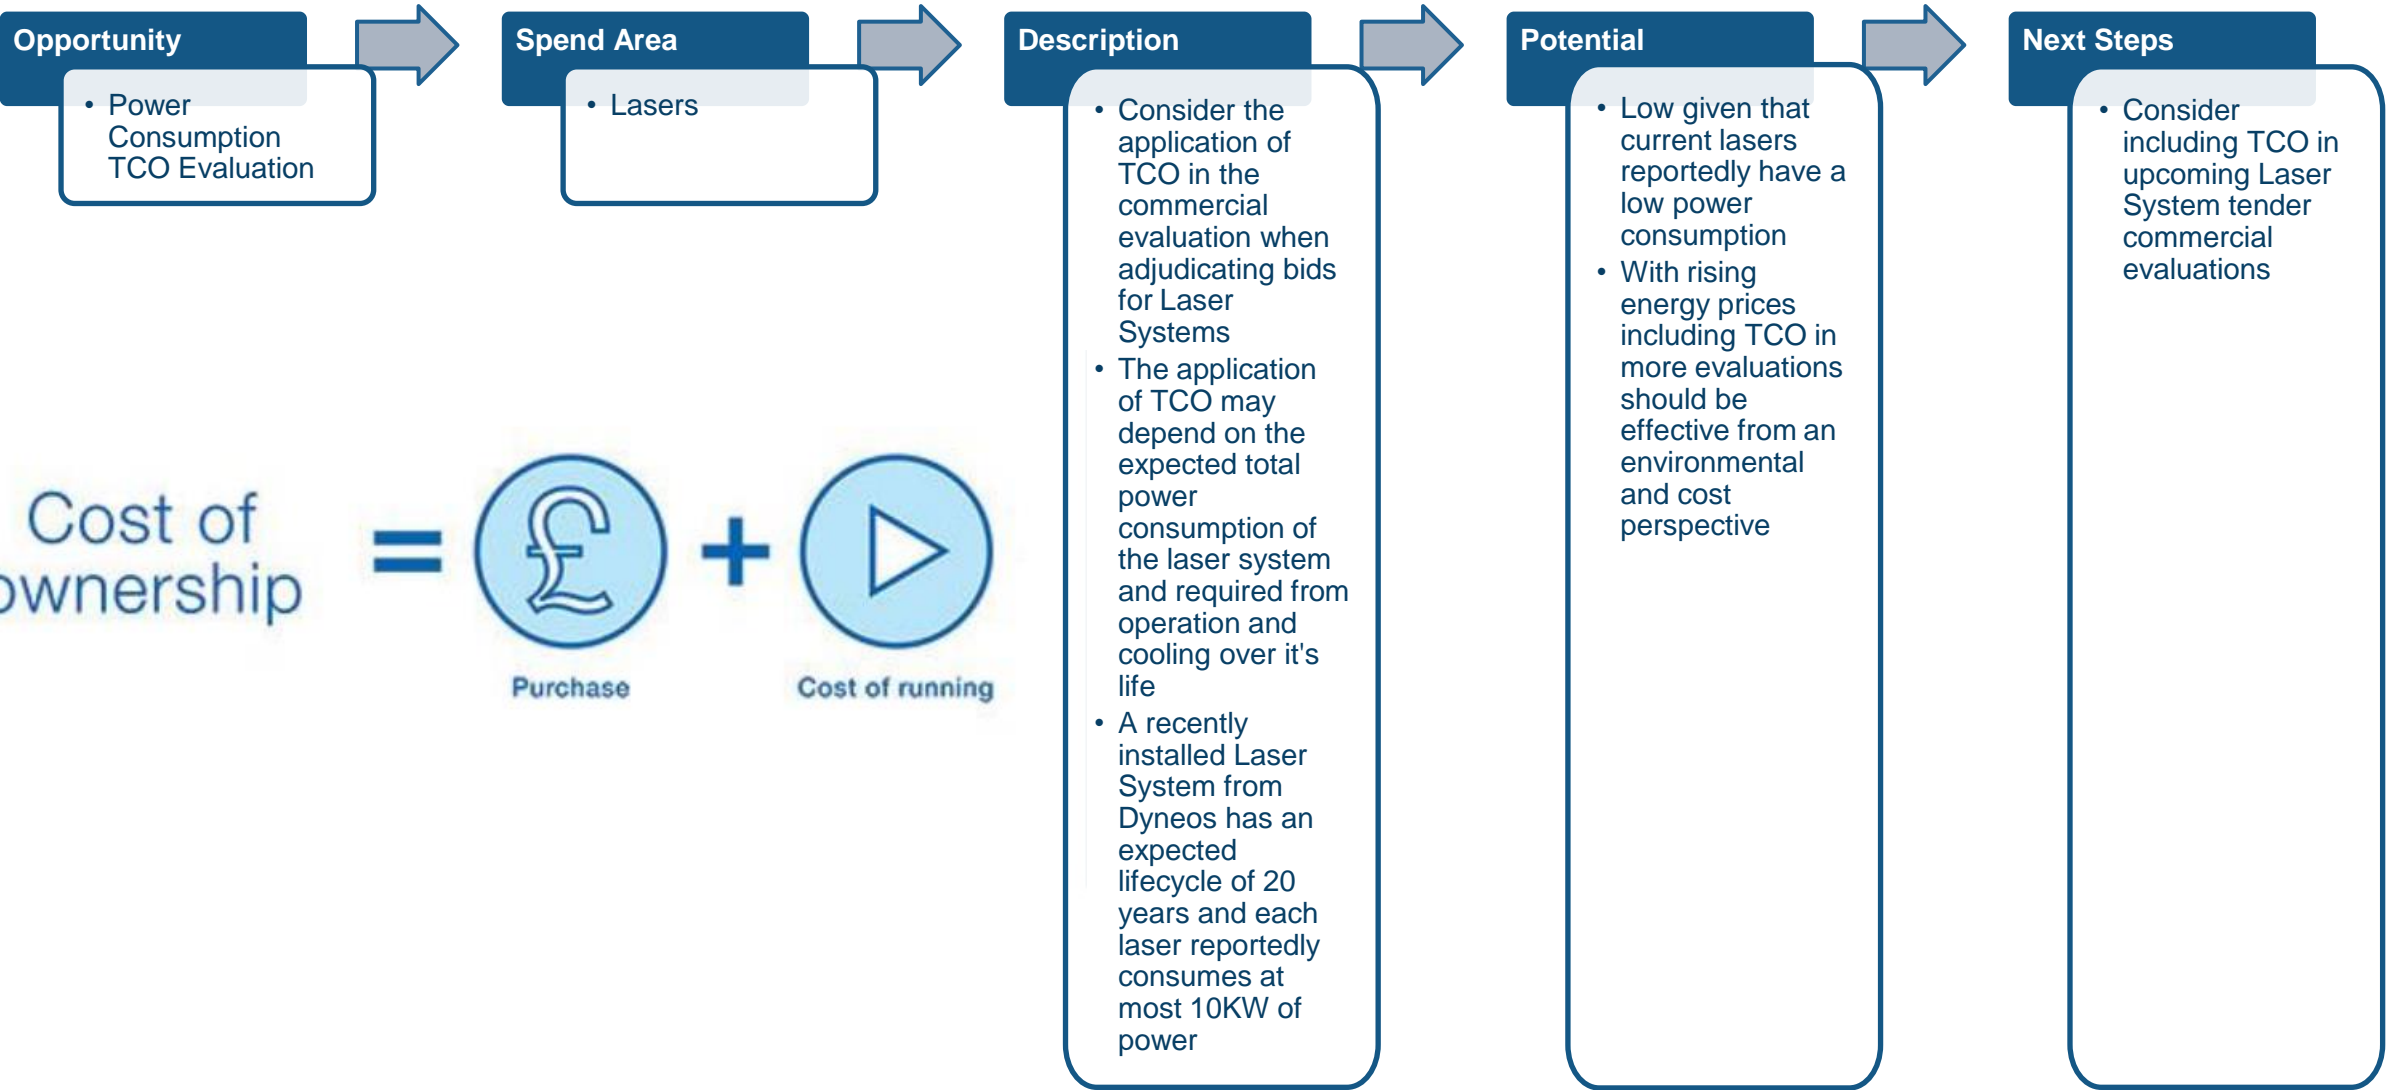 Opportunity
• Power
Consumption
TCO Evaluation
Spend Area
• Lasers
Description
• Consider the
application of
TCO in the
commercial
evaluation when
adjudicating bids
for Laser
Systems
• The application
of TCO may
depend on the
expected total
power
consumption of
the laser system
and required from
operation and
cooling over it's
life
• A recently
installed Laser
System from
Dyneos has an
expected
lifecycle of 20
years and each
laser reportedly
consumes at
most 10KW of
power
Potential
• Low given that
current lasers
reportedly have a
low power
consumption
• With rising
energy prices
including TCO in
more evaluations
should be
effective from an
environmental
and cost
perspective
Next Steps
• Consider
including TCO in
upcoming Laser
System tender
commercial
evaluations
Cost of
ownership
=
£
+
Purchase
Cost of running